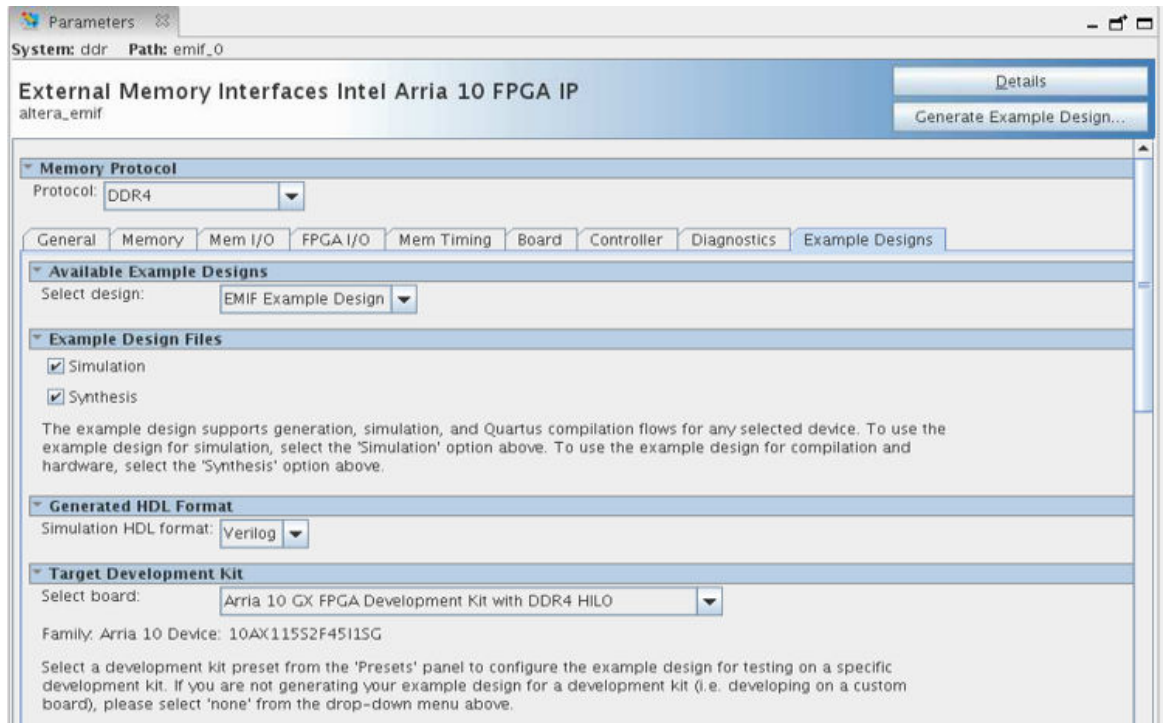 Parameters
System: ddr Path: emif_0
External Memory Interfaces Intel Arria 10 FPGA IP
altera_emif
Details
Generate Example Design...
Memory Protocol
Protocol: DDR4
General Memory Mem I/O FPGA I/O Mem Timing Board Controller Diagnostics Example Designs
Available Example Designs
Select design: EMIF Example Design
Example Design Files
Simulation
Synthesis
The example design supports generation, simulation, and Quartus compilation flows for any selected device. To use the
example design for simulation, select the 'Simulation' option above. To use the example design for compilation and
hardware, select the 'Synthesis' option above.
Generated HDL Format
Simulation HDL format: Verilog
Target Development Kit
Select board: Arria 10 GX FPGA Development Kit with DDR4 HILO
Family: Arria 10 Device: 10AX115S2F45I1SG
Select a development kit preset from the 'Presets' panel to configure the example design for testing on a specific
development kit. If you are not generating your example design for a development kit (i.e. developing on a custom
board), please select 'none' from the drop-down menu above.